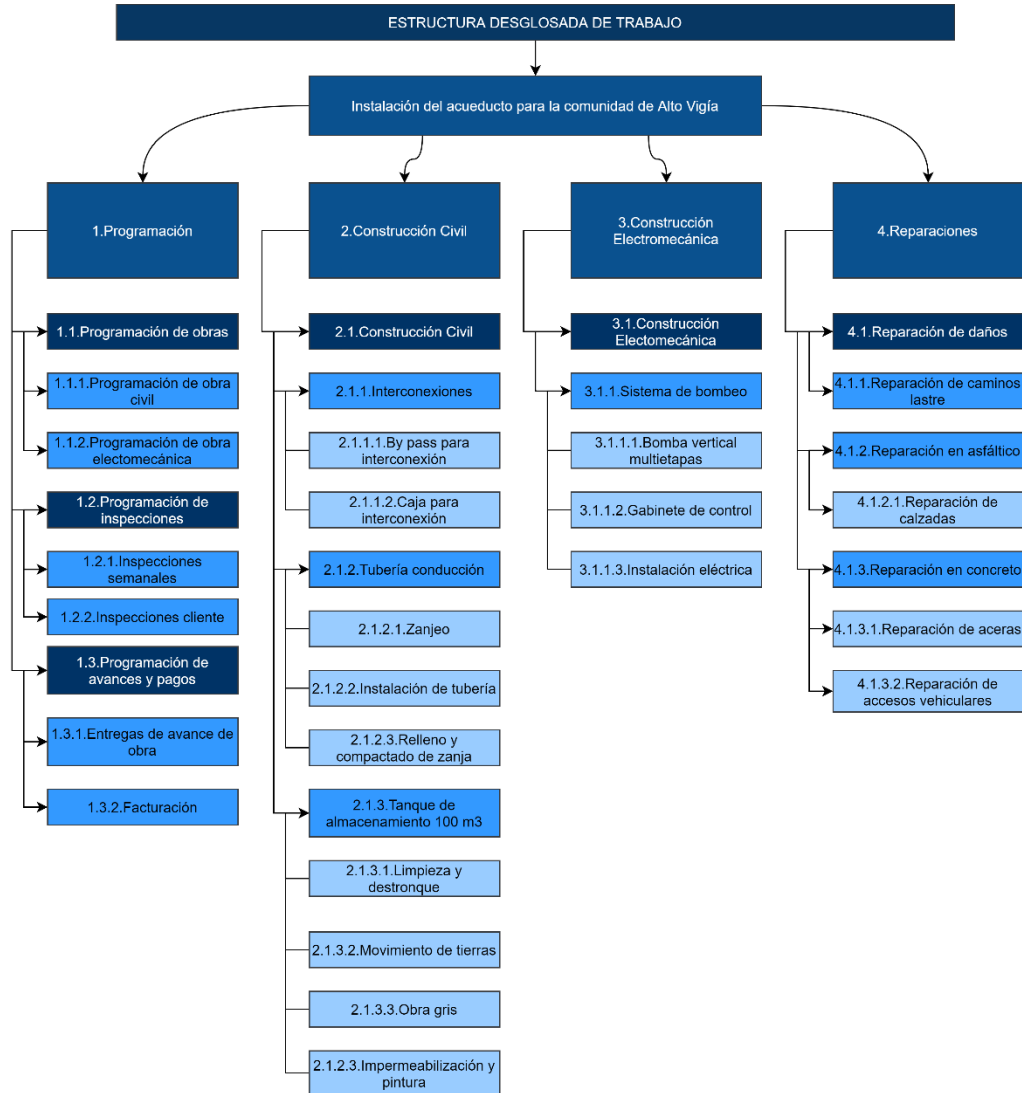 ESTRUCTURA DESGLOSADA DE TRABAJO
Instalación del acueducto para la comunidad de Alto Vigía
1.Programación
1.1.Programación de obras
1.1.1.Programación de obra
civil
1.1.2.Programación de obra
electomecánica
1.2.Programación de
inspecciones
1.2.1.Inspecciones
semanales
1.2.2.Inspecciones cliente
1.3.Programación de
avances y pagos
1.3.1.Entregas de avance de
obra
1.3.2.Facturación
2.Construcción Civil
2.1.Construcción Civil
2.1.1.Interconexiones
2.1.1.1.By pass para
interconexión
2.1.1.2.Caja para
interconexión
2.1.2.Tubería conducción
2.1.2.1.Zanjeo
2.1.2.2.Instalación de tubería
2.1.2.3.Relleno y
compactado de zanja
2.1.3.Tanque de
almacenamiento 100 m3
2.1.3.1.Limpieza y
destronque
2.1.3.2.Movimiento de tierras
2.1.3.3.Obra gris
2.1.2.3.Impermeabilización y
pintura
3.Construcción
Electromecánica
3.1.Construcción
Electomecánica
3.1.1.Sistema de bombeo
3.1.1.1.Bomba vertical
multietapas
3.1.1.2.Gabinete de control
3.1.1.3.Instalación eléctrica
4.Reparaciones
4.1.Reparación de daños
4.1.1.Reparación de caminos
lastre
4.1.2.Reparación en asfáltico
4.1.2.1.Reparación de
calzadas
4.1.3.Reparación en concreto
4.1.3.1.Reparación de aceras
4.1.3.2.Reparación de
accesos vehiculares